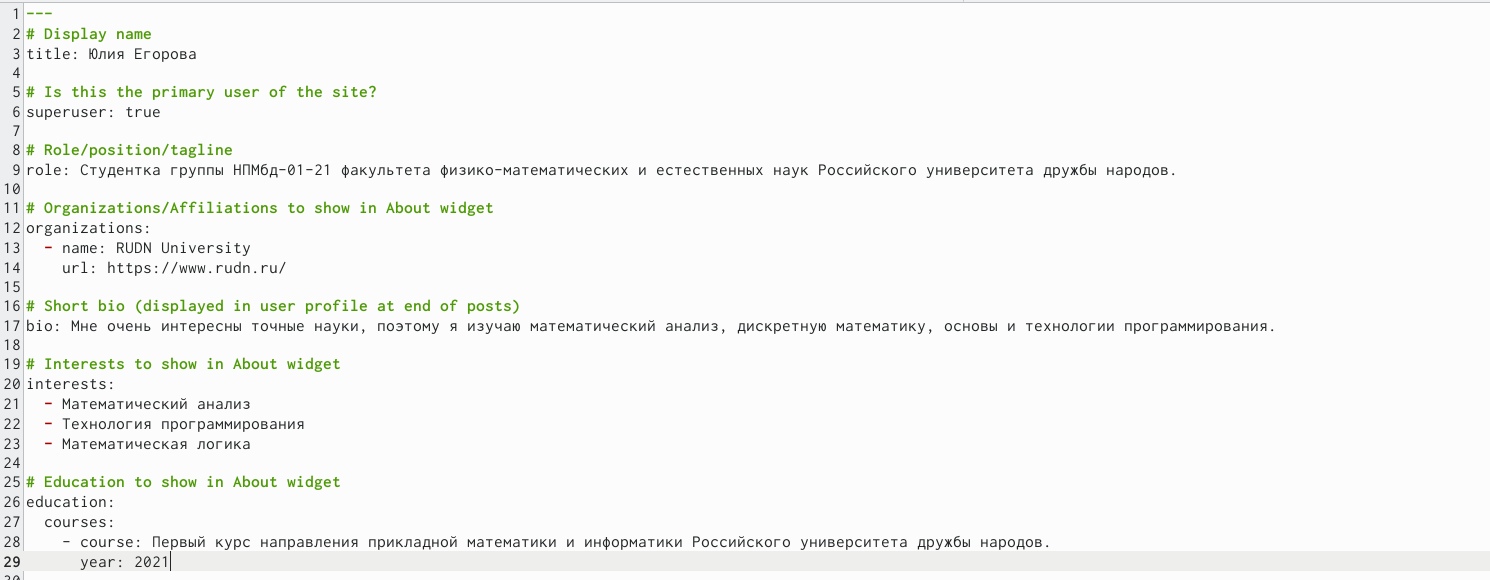 1 ---
2 # Display name
3 title: Юлия Егорова
4
5 # Is this the primary user of the site?
6 superuser: true
7
8 # Role/position/tagline
9 role: Студентка группы НПМбд-01-21 факультета физико-математических и естественных наук Российского университета дружбы народов.
10
11 # Organizations/Affiliations to show in About widget
12 organizations:
13   - name: RUDN University
14     url: https://www.rudn.ru/
15
16 # Short bio (displayed in user profile at end of posts)
17 bio: Мне очень интересны точные науки, поэтому я изучаю математический анализ, дискретную математику, основы и технологии программирования.
18
19 # Interests to show in About widget
20 interests:
21   - Математический анализ
22   - Технология программирования
23   - Математическая логика
24
25 # Education to show in About widget
26 education:
27   courses:
28     - course: Первый курс направления прикладной математики и информатики Российского университета дружбы народов.
29       year: 2021